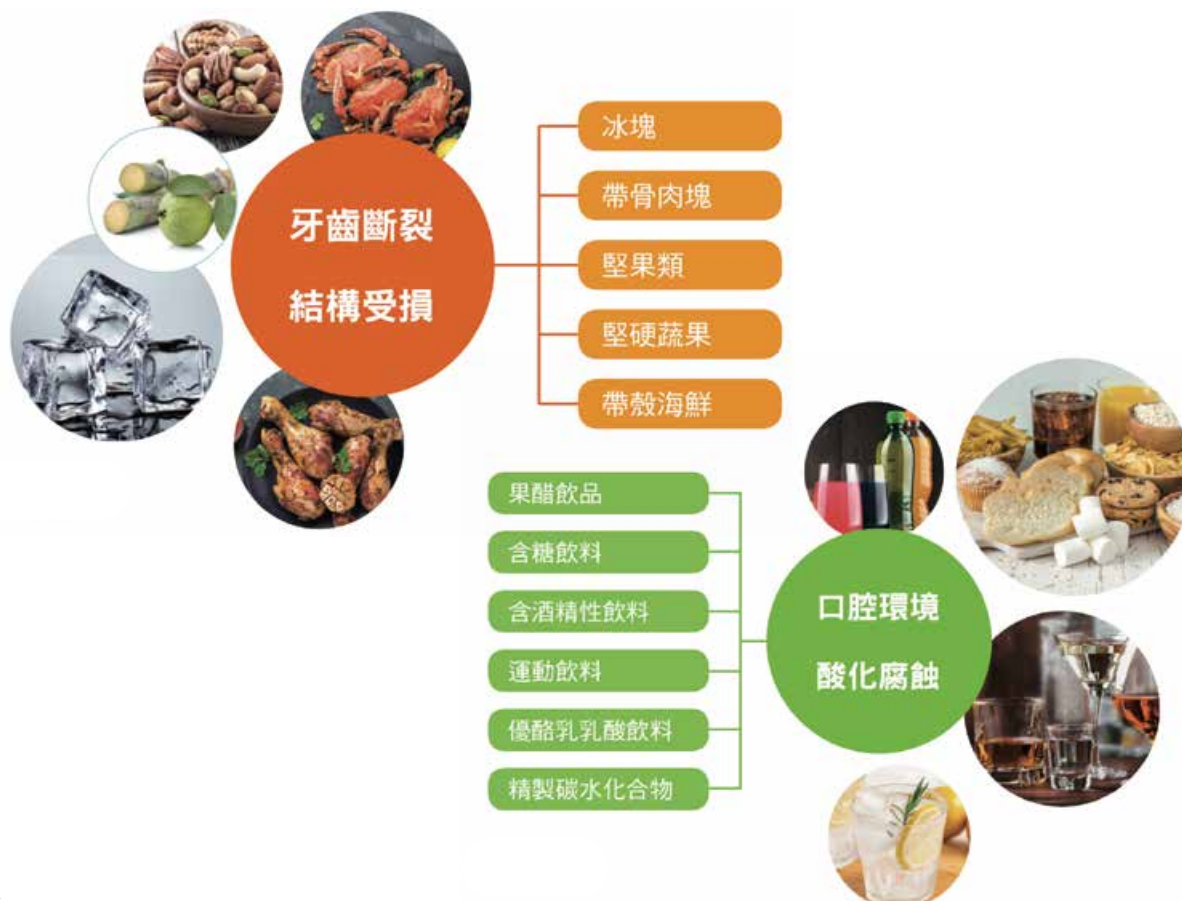 牙齒斷裂
結構受損
冰塊
帶骨肉塊
堅果類
堅硬蔬果
帶殼海鮮
果醋飲品
含糖飲料
含酒精性飲料
運動飲料
優酪乳乳酸飲料
精製碳水化合物
口腔環境
酸化腐蝕